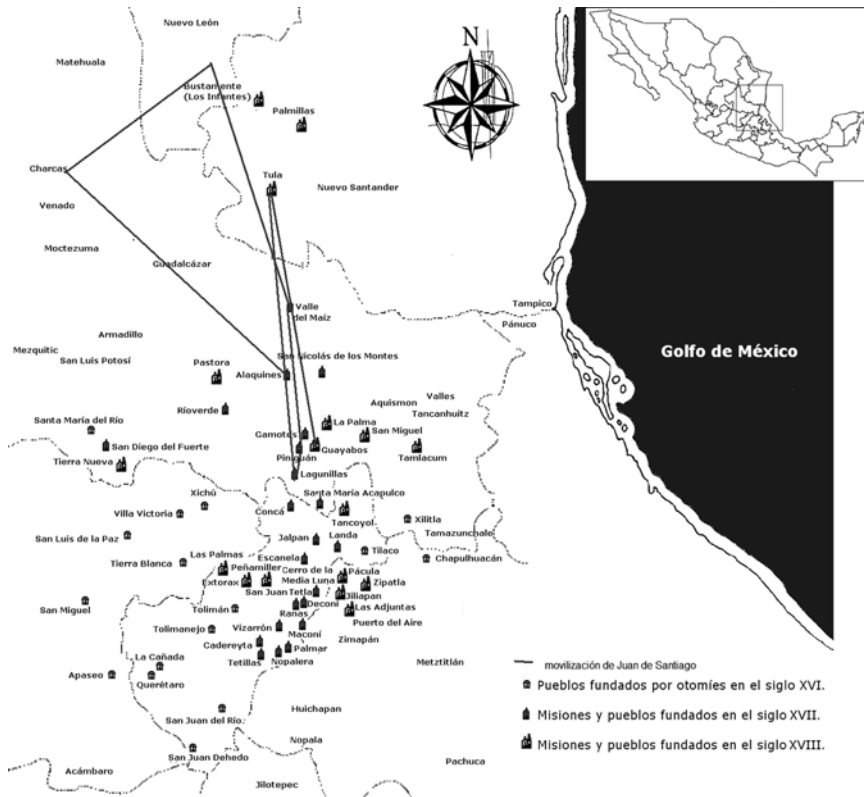 Nuevo León
N
Matehuala
Bustamente
(Los Infantes)
Palmillas
Charcas
Tula
Nuevo Santander
Venado
Moctezuma
Guadalcázar
Valle
del Maiz
Tampico
Pánuco
Armadillo
Mezquitic
San Luis Potosí
San Nicolás de los Montes
Golfo de México
Pastora
Alaquines
Aquismon
Valles
Tancanhuitz
Ríoverde
Santa María del Río
La Palma
San Miguel
Gamotes
San Diego del Fuerte
Guayabos
Tamlacum
Pinihuán
Tierra Nueva
Lagunillas
Xichú
Santa María Acapulco
Villa Victoria
Concá
Tancoyol
Xilitla
Tamazunchale
San Luis de la Paz
Jalpan
Landa
Tilaco
Chapulhuacán
Tierra Blanca
Las Palmas
Escanela
Peñamiller
Cerro de la
Media Luna
Pácula
Zipatla
Extorax
San Juan
Tetla
Jiliapan
San Miguel
Tolimán
Deconí
Ranas
Las Adjuntas
Puerto del Aire
Tolimanejo
Vizarrón
Maconí
Zimapán
Cadereyta
Palmar
La Cañada
Tetillas
Nopalera
Metztitlán
Apaseo
Querétaro
San Juan del Río
Huichapan
Nopala
San Juan Dehedo
Acámbaro
Jilotepec
Pachuca
movilización de Juan de Santiago
Pueblos fundados por otomíes en el siglo XVI.
Misiones y pueblos fundados en el siglo XVII.
Misiones y pueblos fundados en el siglo XVIII.